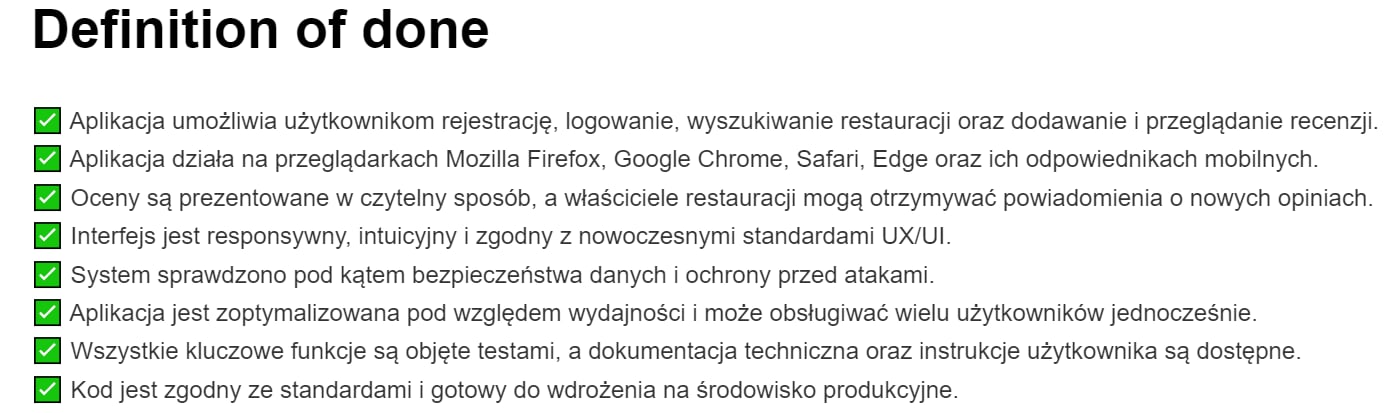 Definition of done
✅ Aplikacja umożliwia użytkownikom rejestrację, logowanie, wyszukiwanie restauracji oraz dodawanie i przeglądanie recenzji.
✅ Aplikacja działa na przeglądarkach Mozilla Firefox, Google Chrome, Safari, Edge oraz ich odpowiednikach mobilnych.
✅ Oceny są prezentowane w czytelny sposób, a właściciele restauracji mogą otrzymywać powiadomienia o nowych opiniach.
✅ Interfejs jest responsywny, intuicyjny i zgodny z nowoczesnymi standardami UX/UI.
✅ System sprawdzono pod kątem bezpieczeństwa danych i ochrony przed atakami.
✅ Aplikacja jest zoptymalizowana pod względem wydajności i może obsługiwać wielu użytkowników jednocześnie.
✅ Wszystkie kluczowe funkcje są objęte testami, a dokumentacja techniczna oraz instrukcje użytkownika są dostępne.
✅ Kod jest zgodny ze standardami i gotowy do wdrożenia na środowisko produkcyjne.